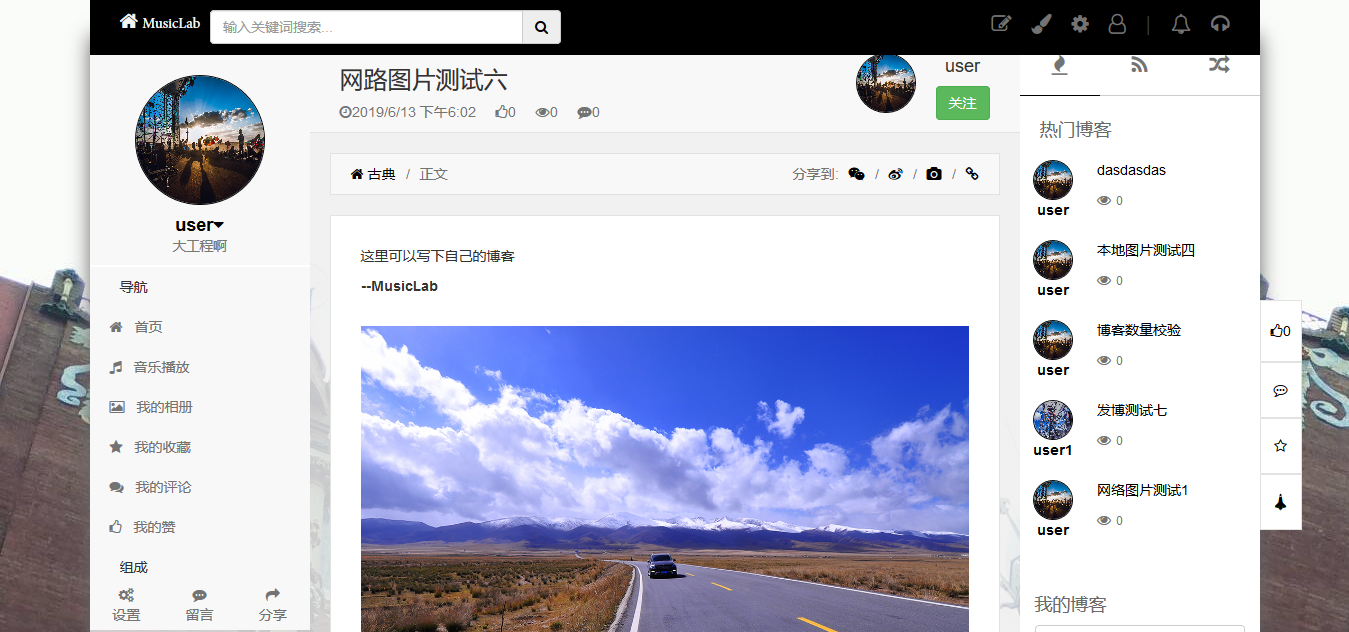 MusicLab
输入关键词搜索...
user
大工程啊
导航
首页
音乐播放
我的相册
我的收藏
我的评论
我的赞
组成
设置
留言
分享
网路图片测试六
2019/6/13 下午6:02 0 0 0
user
关注
古典 / 正文
分享到: / / /
这里可以写下自己的博客
--MusicLab
热门博客
dasdasdas
0
user
本地图片测试四
0
user
博客数量校验
0
user
发博测试七
0
user1
网络图片测试1
0
user
我的博客
0